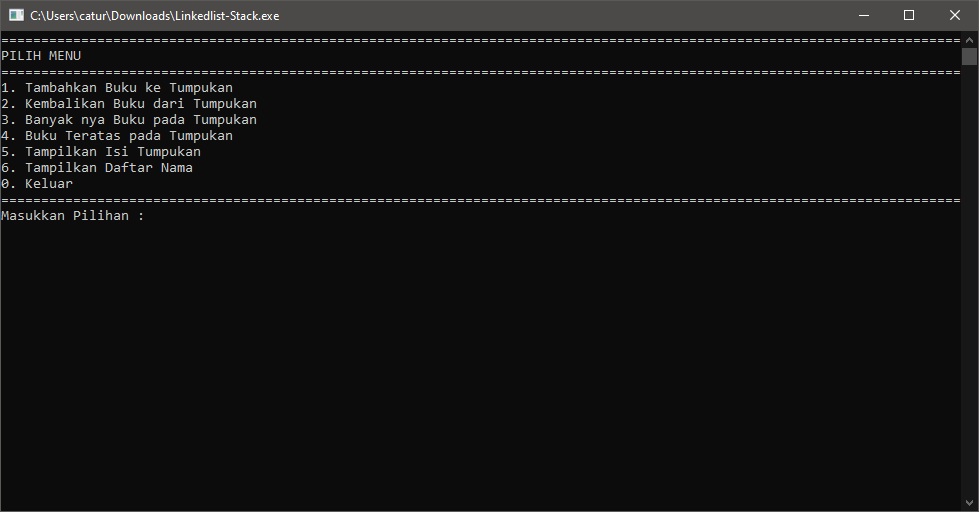 C:\Users\catur\Downloads\Linkedlist-Stack.exe
========================================================================================================================
PILIH MENU
========================================================================================================================
1. Tambahkan Buku ke Tumpukan
2. Kembalikan Buku dari Tumpukan
3. Banyak nya Buku pada Tumpukan
4. Buku Teratas pada Tumpukan
5. Tampilkan Isi Tumpukan
6. Tampilkan Daftar Nama
0. Keluar
========================================================================================================================
Masukkan Pilihan :